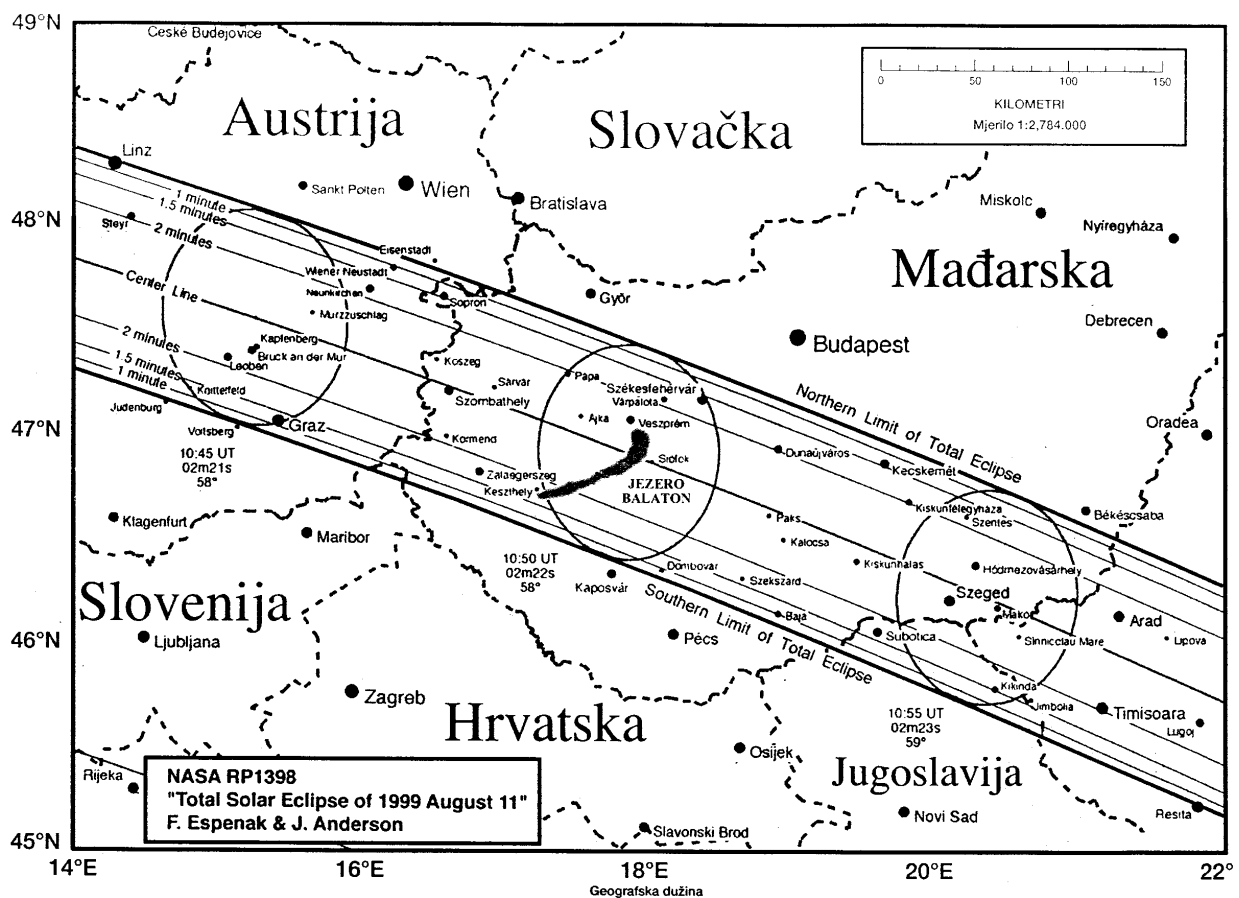 49°N
48°N
47°N
46°N
45°N
14°E
16°E
18°E
20°E
22°
Geografska dužina
0 50 100 150
KILOMETRI
Mjerilo 1:2,784.000
Ceské Budejovice
Austrija
Slovačka
Mađarska
Slovenija
Hrvatska
Jugoslavija
Linz
Sankt Polten
Wien
Bratislava
Miskolc
Nyíregyháza
Debrecen
Oradea
1 minute
1.5 minutes
2 minutes
Center Line
2 minutes
1.5 minutes
1 minute
Steyr
Eisenstadt
Wiener Neustadt
Neunkirchen
Murzzuschlag
Sopron
Györ
Budapest
Kapfenberg
Bruck an der Mur
Leoben
Knittelfeld
Judenburg
Voitsberg
Graz
Koszeg
Sárvár
Szombathely
Kormend
Zalaegerszeg
Keszthely
Papa
Ajka
Székesfehérvár
Várpalota
Veszprém
Siófok
JEZERO
BALATON
Northern Limit of Total Eclipse
Southern Limit of Total Eclipse
Dunaújváros
Kecskemét
Kiskunfélegyháza
Szentes
Békéscsaba
Paks
Kalocsa
Kiskunhalas
Hódmezovásárhely
Szeged
Makó
Sinnicolau Mare
Arad
Lipova
Dombovar
Szekszard
Baja
Subotica
Kikinda
Jimbolia
Timisoara
Lugoj
Resita
Kaposvár
Pécs
10:45 UT
02m21s
58°
10:50 UT
02m22s
58°
10:55 UT
02m23s
59°
Klagenfurt
Maribor
Ljubljana
Zagreb
Rijeka
Osijek
Slavonski Brod
Novi Sad
NASA RP1398
"Total Solar Eclipse of 1999 August 11"
F. Espenak & J. Anderson